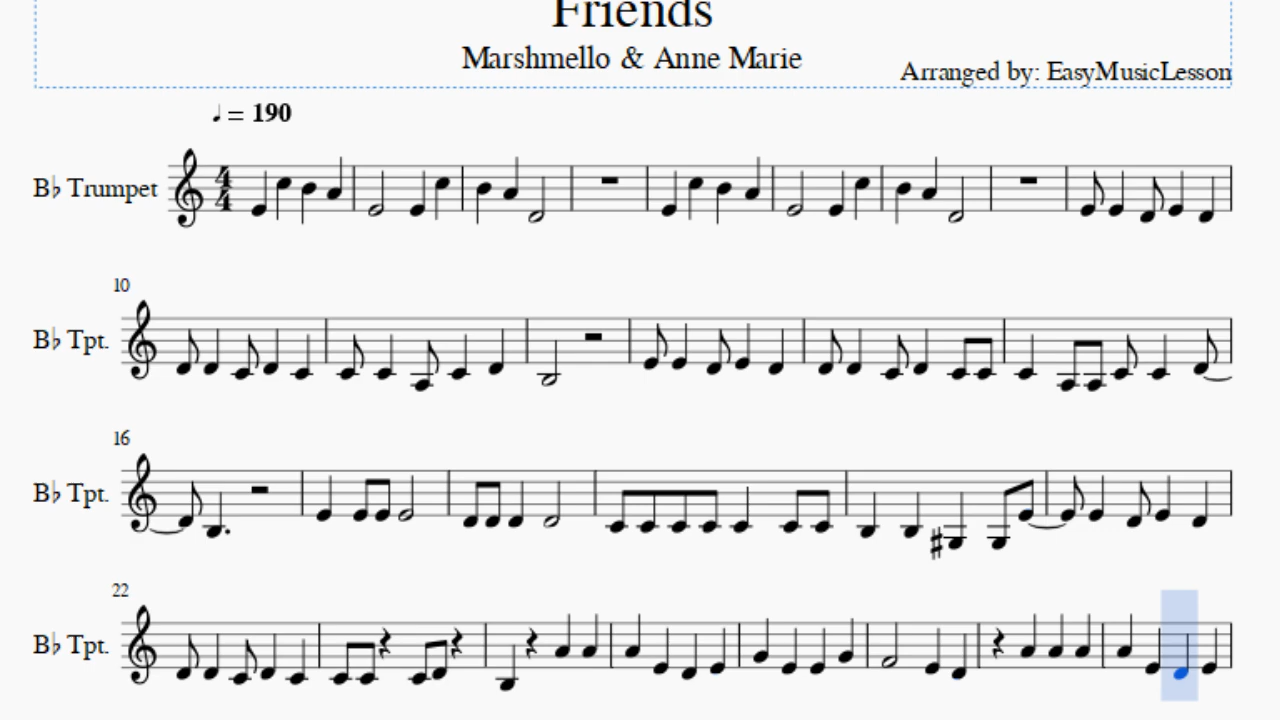 Friends
Marshmello & Anne Marie
Arranged by: EasyMusicLesson
♩ = 190
B♭ Trumpet
4
4
10
B♭ Tpt.
16
B♭ Tpt.
22
B♭ Tpt.